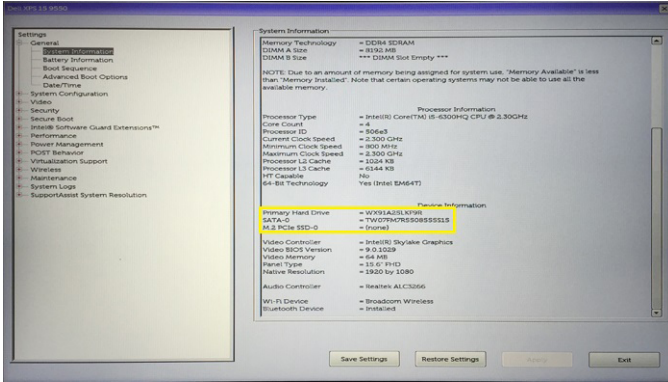 Dell XPS 15 9550
Settings
General
System Information
Battery Information
Boot Sequence
Advanced Boot Options
Date/Time
System Configuration
Video
Security
Secure Boot
Intel® Software Guard Extensions™
Performance
Power Management
POST Behavior
Virtualization Support
Wireless
Maintenance
System Logs
SupportAssist System Resolution
System Information
Memory Technology = DDR4 SDRAM
DIMM A Size = 8192 MB
DIMM B Size *** DIMM Slot Empty ***
NOTE: Due to an amount of memory being assigned for system use, "Memory Available" is less
than "Memory Installed". Note that certain operating systems may not be able to use all the
available memory.
Processor Information
Processor Type = Intel(R) Core(TM) i5-6300HQ CPU @ 2.30GHz
Core Count = 4
Processor ID = 506e3
Current Clock Speed = 2.300 GHz
Minimum Clock Speed = 800 MHz
Maximum Clock Speed = 2.300 GHz
Processor L2 Cache = 1024 KB
Processor L3 Cache = 6144 KB
HT Capable No
64-Bit Technology Yes (Intel EM64T)
Device Information
Primary Hard Drive
SATA-0
M.2 PCIe SSD-0 = (none)
Video Controller = Intel(R) Skylake Graphics
Video BIOS Version = 9.0.1029
Video Memory = 64 MB
Panel Type = 15.6" FHD
Native Resolution = 1920 by 1080
Audio Controller = Realtek ALC3266
Wi-Fi Device = Broadcom Wireless
Bluetooth Device = Installed
Save Settings
Restore Settings
Apply
Exit